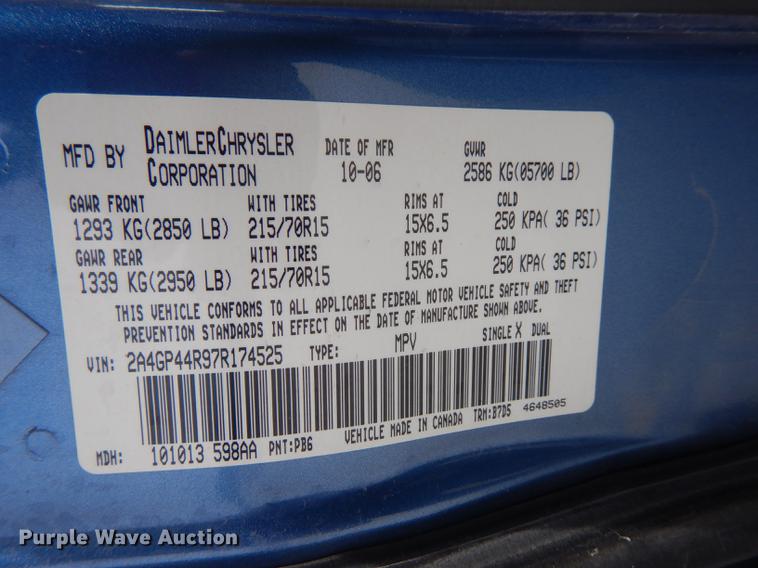 MFD BY DAIMLERCHRYSLER CORPORATION DATE OF MFR 10-06 GVWR 2586 KG(05700 LB)
GAWR FRONT WITH TIRES RIMS AT COLD
1293 KG(2850 LB) 215/70R15 15X6.5 250 KPA( 36 PSI)
GAWR REAR WITH TIRES RIMS AT COLD
1339 KG(2950 LB) 215/70R15 15X6.5 250 KPA( 36 PSI)
THIS VEHICLE CONFORMS TO ALL APPLICABLE FEDERAL MOTOR VEHICLE SAFETY AND THEFT
PREVENTION STANDARDS IN EFFECT ON THE DATE OF MANUFACTURE SHOWN ABOVE.
VIN: 2A4GP44R97R174525 TYPE: MPV SINGLE X DUAL
MDH: 101013 598AA PNT:PB6 VEHICLE MADE IN CANADA TRM:B7D5 4648505
Purple Wave Auction